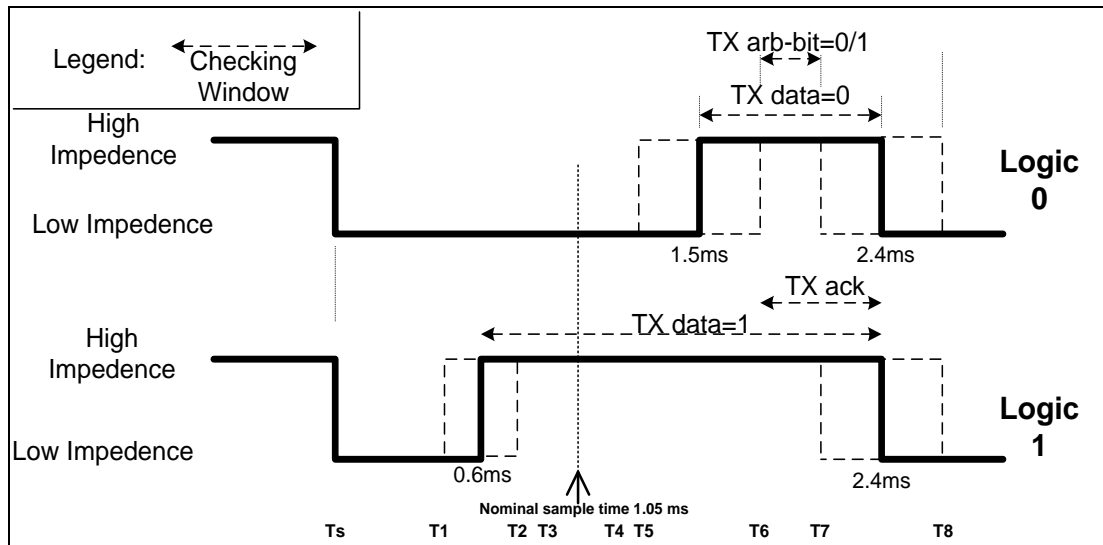 Legend:
Checking
Window
TX arb-bit=0/1
TX data=0
High
Impedence
Low Impedence
Logic
0
1.5ms
2.4ms
TX ack
TX data=1
High
Impedence
Low Impedence
Logic
1
0.6ms
2.4ms
Nominal sample time 1.05 ms
Ts T1 T2 T3 T4 T5 T6 T7 T8